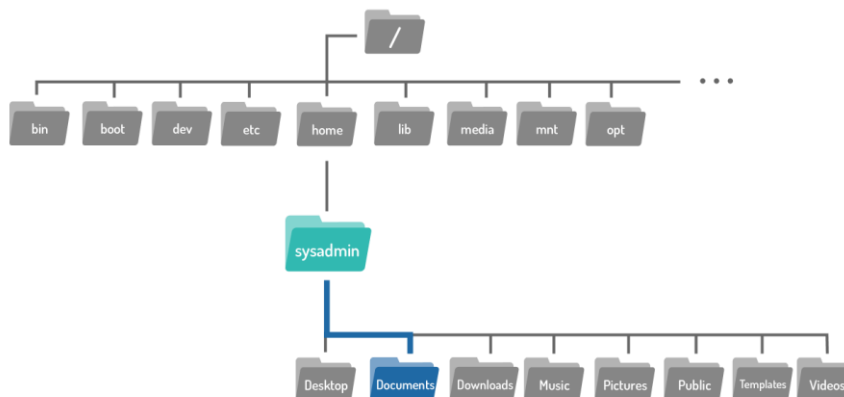 /
...
bin boot dev etc home lib media mnt opt
sysadmin
Desktop Documents Downloads Music Pictures Public Templates Videos